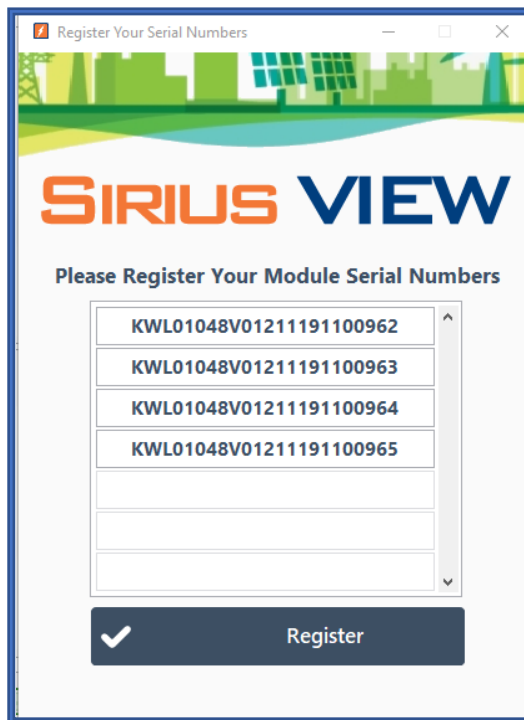 Register Your Serial Numbers
SIRIUS VIEW
Please Register Your Module Serial Numbers
KWL01048V01211191100962
KWL01048V01211191100963
KWL01048V01211191100964
KWL01048V01211191100965
Register